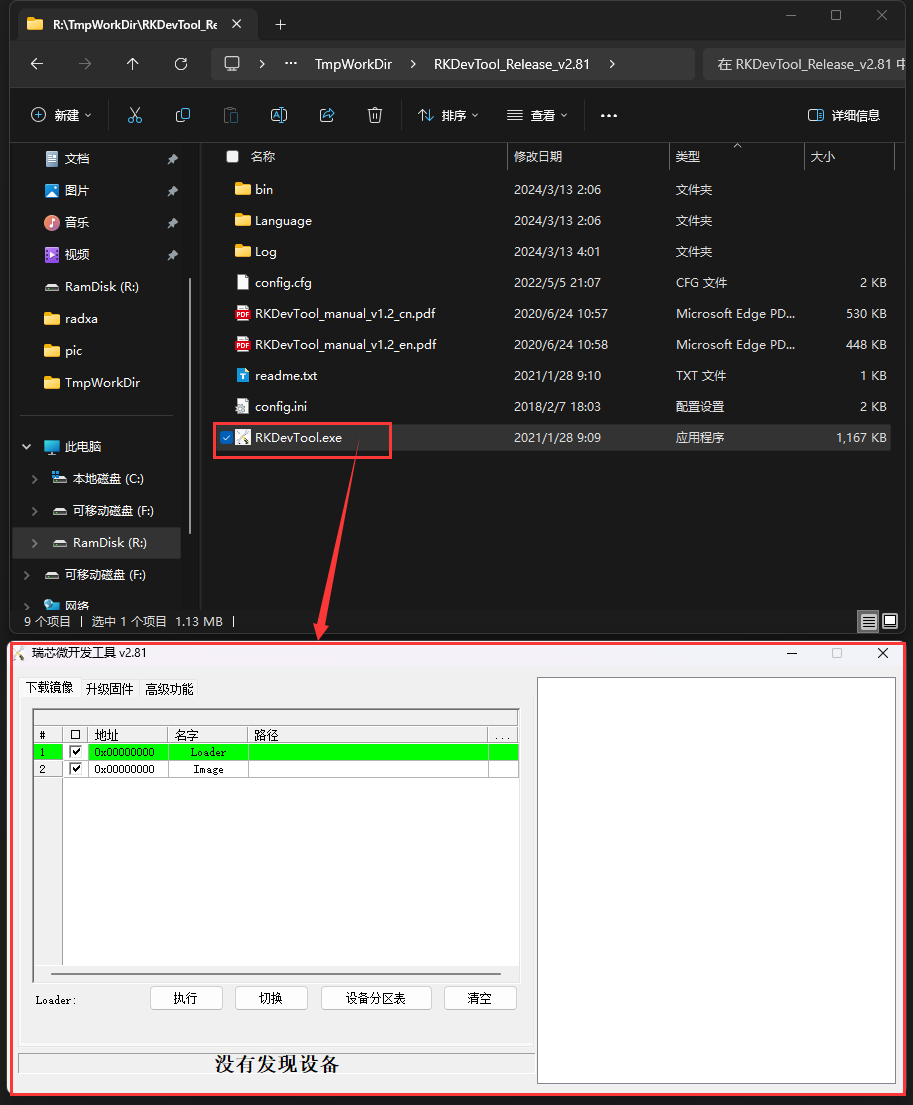 R:\TmpWorkDir\RKDevTool_Re
TmpWorkDir RKDevTool_Release_v2.81 在 RKDevTool_Release_v2.81 中
新建 排序 查看 详细信息
名称 修改日期 类型 大小
文档
图片
音乐
视频
RamDisk (R:)
radxa
pic
TmpWorkDir
此电脑
本地磁盘 (C:)
可移动磁盘 (F:)
RamDisk (R:)
可移动磁盘 (F:)
网络
bin 2024/3/13 2:06 文件夹
Language 2024/3/13 2:06 文件夹
Log 2024/3/13 4:01 文件夹
config.cfg 2022/5/5 21:07 CFG 文件 2 KB
RKDevTool_manual_v1.2_cn.pdf 2020/6/24 10:57 Microsoft Edge PD... 530 KB
RKDevTool_manual_v1.2_en.pdf 2020/6/24 10:58 Microsoft Edge PD... 448 KB
readme.txt 2021/1/28 9:10 TXT 文件 1 KB
config.ini 2018/2/7 18:03 配置设置 2 KB
RKDevTool.exe 2021/1/28 9:09 应用程序 1,167 KB
9 个项目 选中 1 个项目 1.13 MB
瑞芯微开发工具 v2.81
下载镜像 升级固件 高级功能
# 地址 名字 路径 ...
1 0x00000000 Loader
2 0x00000000 Image
Loader: 执行 切换 设备分区表 清空
没有发现设备